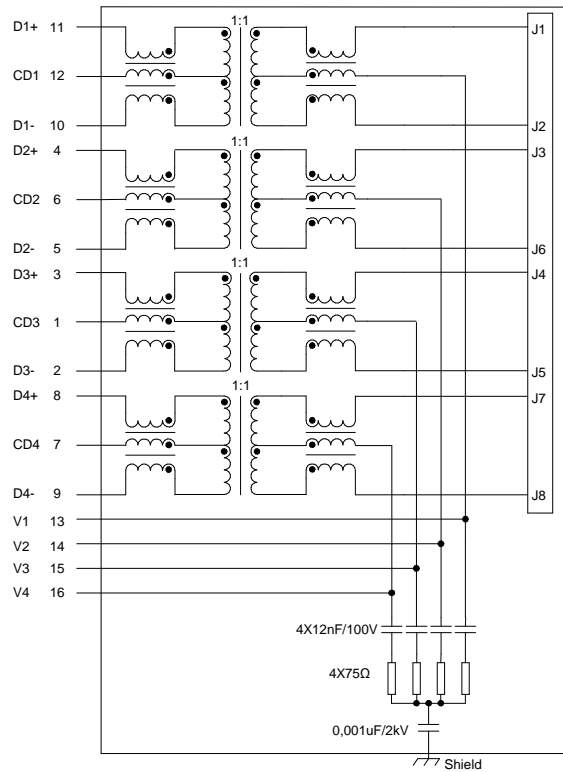 D1+ 11
1:1
J1
CD1 12
D1- 10
J2
D2+ 4
1:1
J3
CD2 6
D2- 5
J6
D3+ 3
1:1
J4
CD3 1
D3- 2
J5
D4+ 8
1:1
J7
CD4 7
D4- 9
J8
V1 13
V2 14
V3 15
V4 16
4X12nF/100V
4X75Ω
0,001uF/2kV
Shield